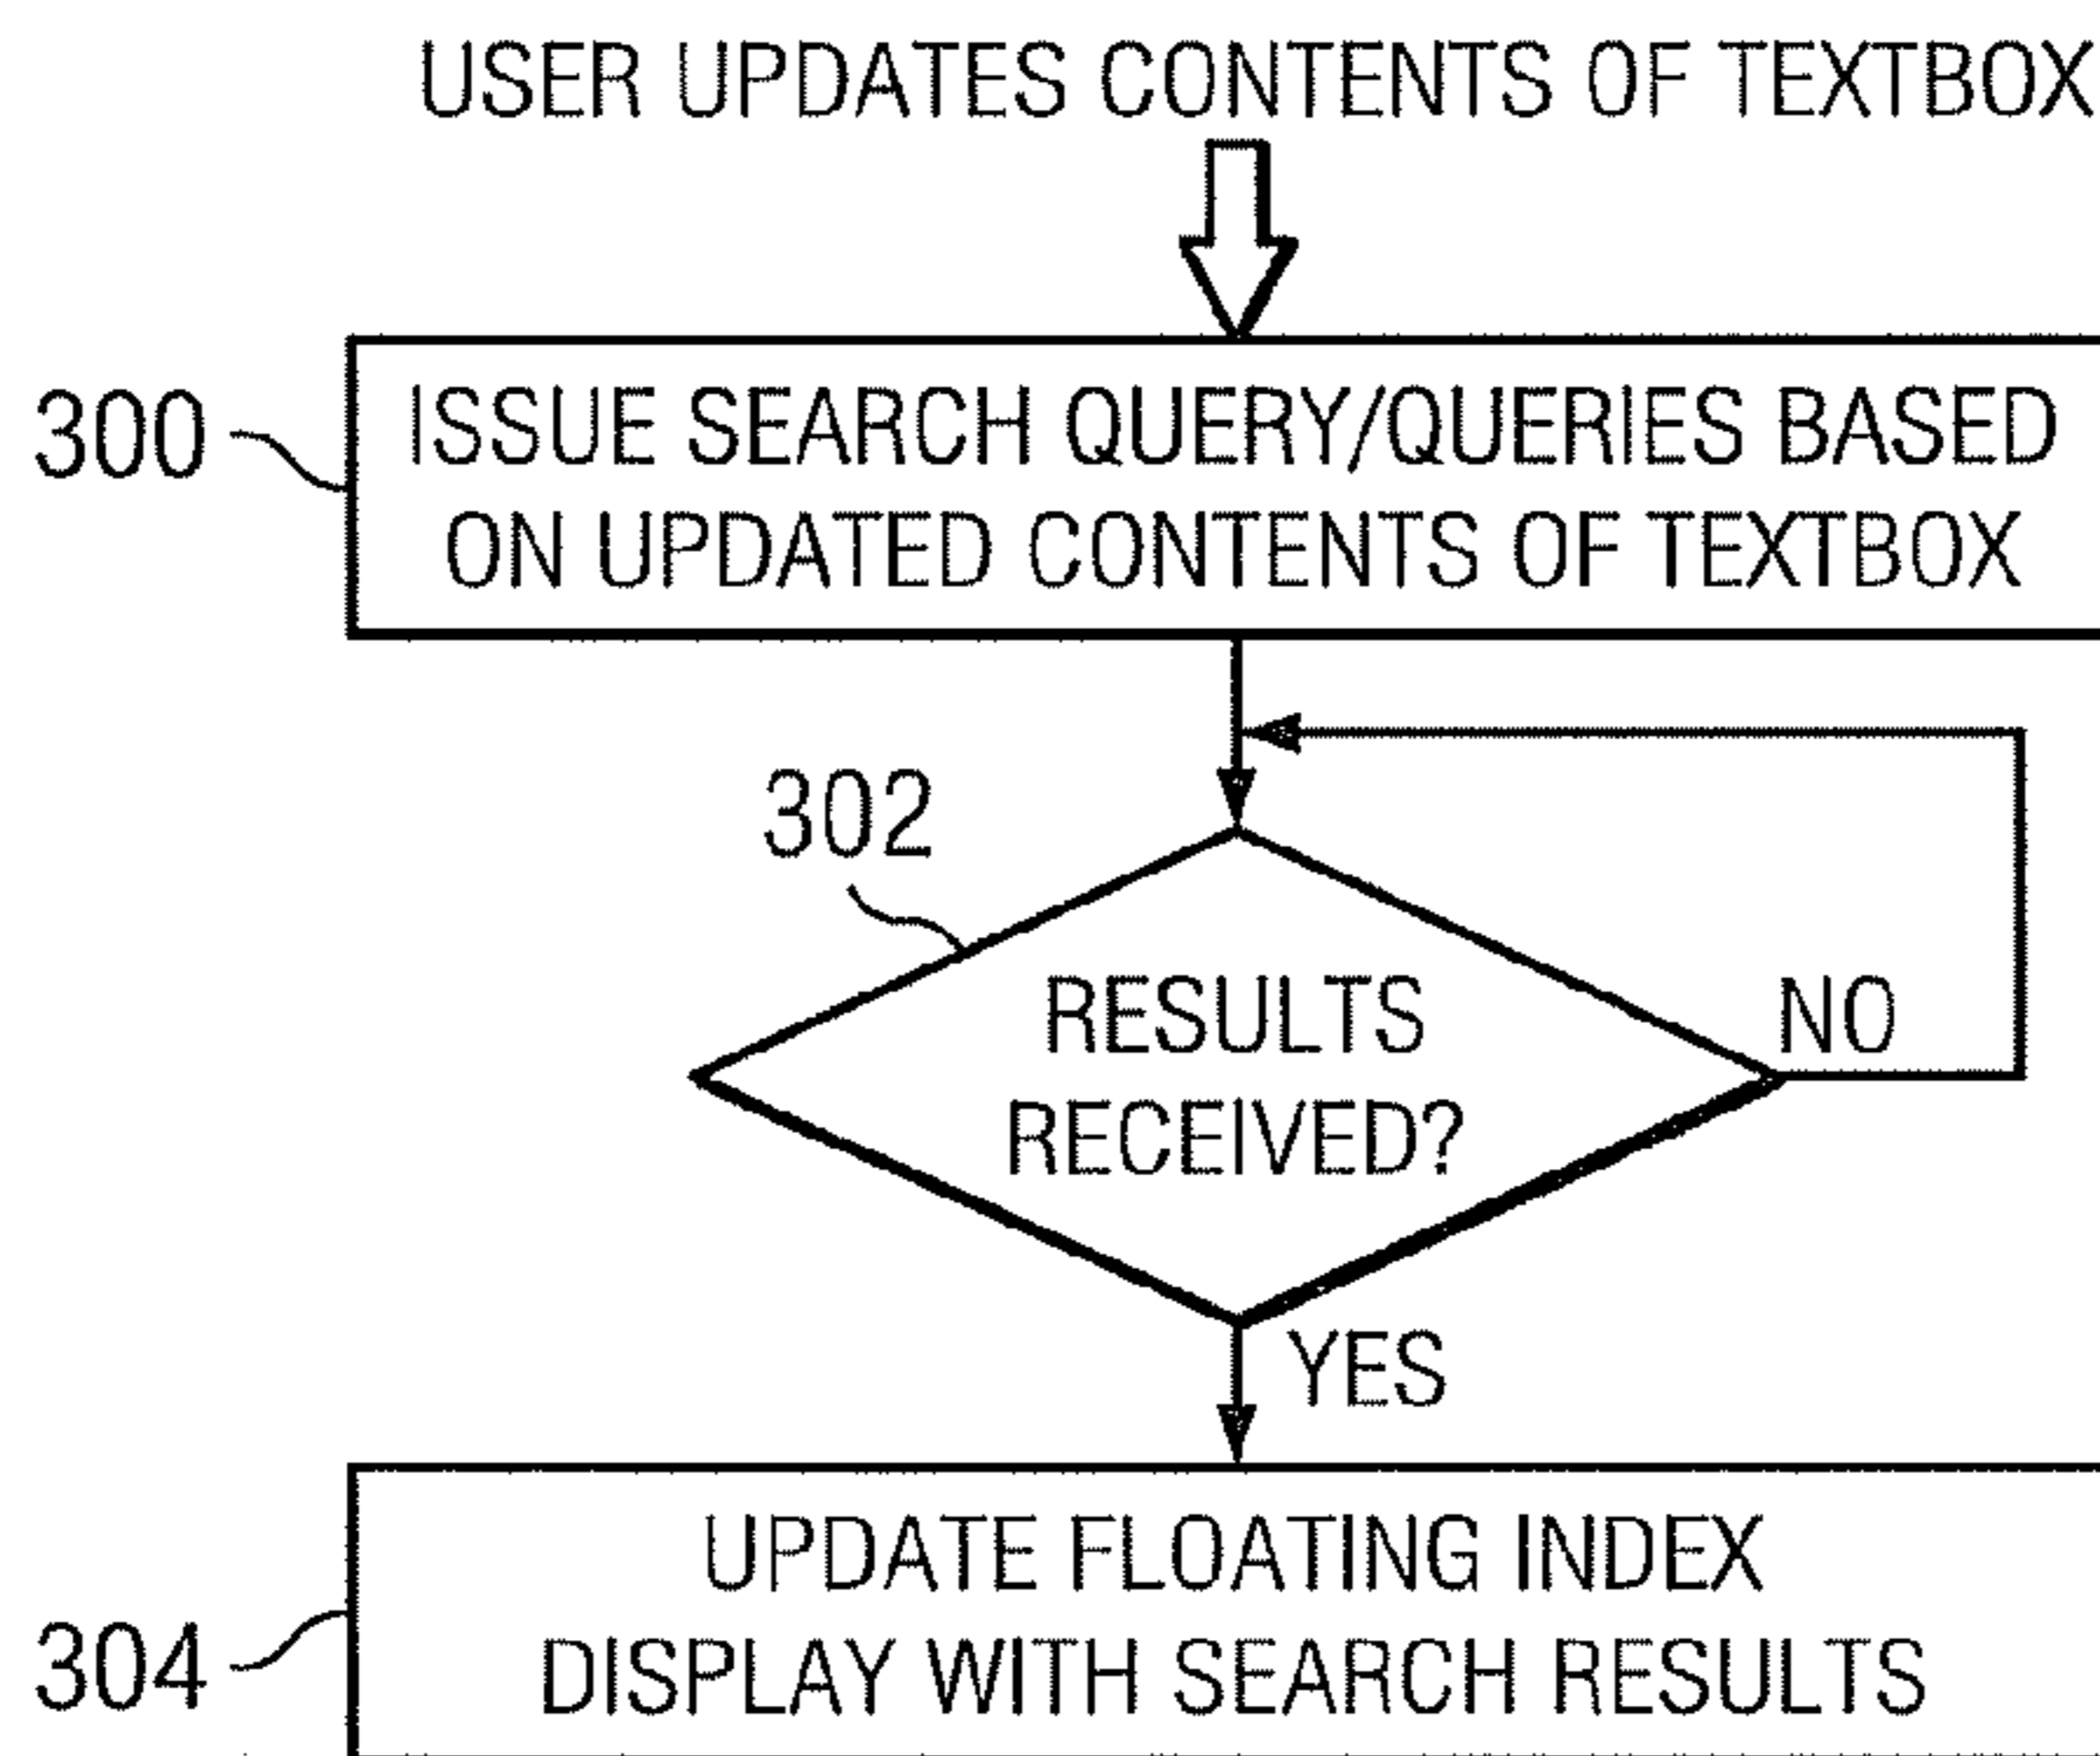 USER UPDATES CONTENTS OF TEXTBOX
300
ISSUE SEARCH QUERY/QUERIES BASED
ON UPDATED CONTENTS OF TEXTBOX
302
RESULTS
RECEIVED?
NO
YES
304
UPDATE FLOATING INDEX
DISPLAY WITH SEARCH RESULTS